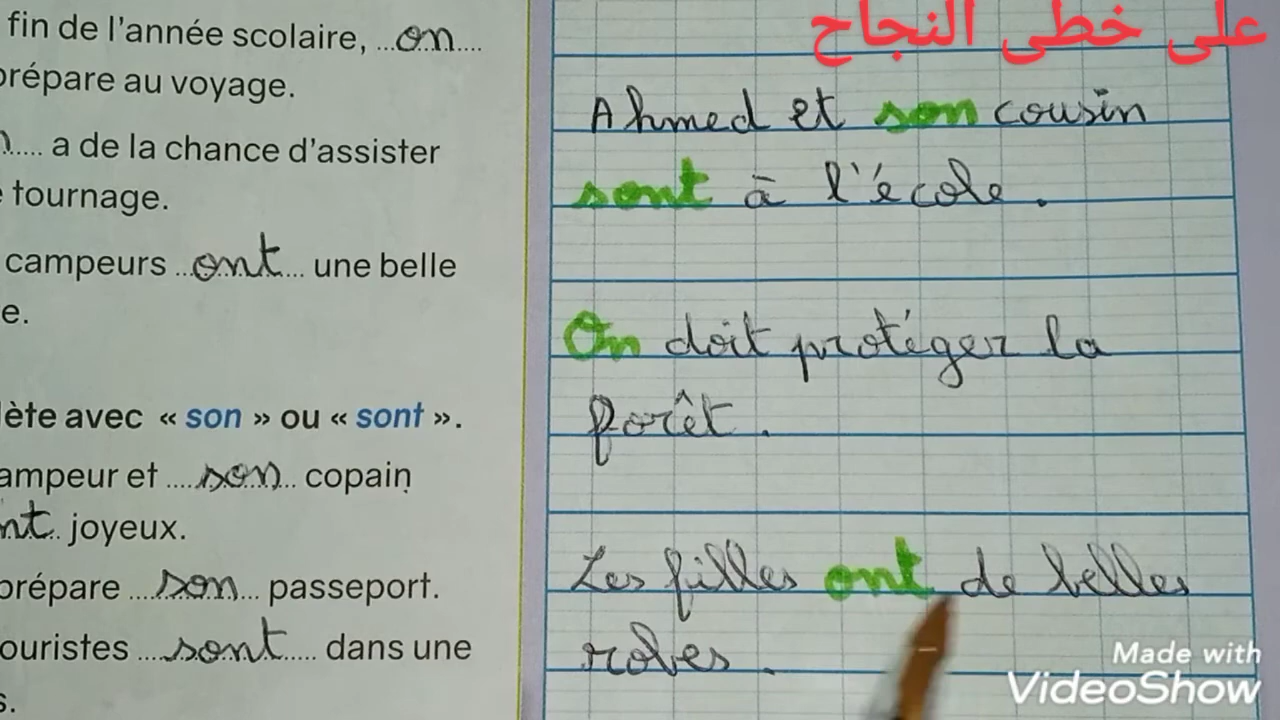 على خطى النجاح
fin de l'année scolaire, ...on....
prépare au voyage.
..... a de la chance d'assister
tournage.
campeurs ..ont... une belle
e.
lète avec « son » ou « sont ».
ampeur et ....son... copain
nt.. joyeux.
prépare ....son... passeport.
ouristes ....sont..... dans une
s.
Ahmed et son cousin
sont à l'école.
On doit protéger la
forêt.
Les filles ont de belles
robes.
Made with
VideoShow